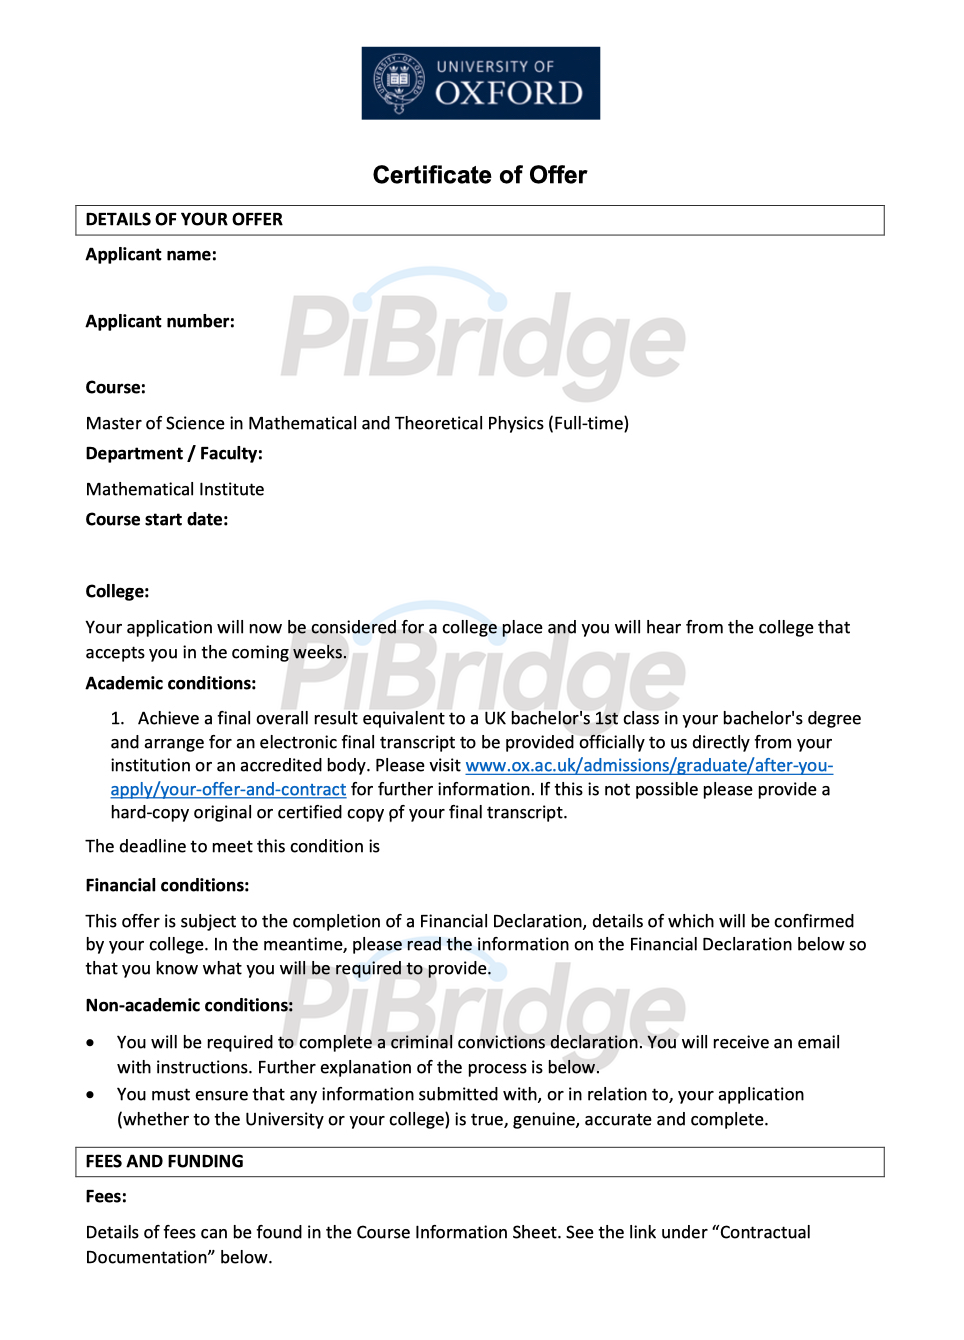 UNIVERSITY OF
OXFORD
Certificate of Offer
DETAILS OF YOUR OFFER
Applicant name:
PiBridge
Applicant number:
Course:
Master of Science in Mathematical and Theoretical Physics (Full-time)
Department / Faculty:
Mathematical Institute
Course start date:
College:
Your application will now be considered for a college place and you will hear from the college that
accepts you in the coming weeks.
PiBridge
Academic conditions:
1. Achieve a final overall result equivalent to a UK bachelor's 1st class in your bachelor's degree
and arrange for an electronic final transcript to be provided officially to us directly from your
institution or an accredited body. Please visit www.ox.ac.uk/admissions/graduate/after-you-
apply/your-offer-and-contract for further information. If this is not possible please provide a
hard-copy original or certified copy of your final transcript.
The deadline to meet this condition is
Financial conditions:
This offer is subject to the completion of a Financial Declaration, details of which will be confirmed
by your college. In the meantime, please read the information on the Financial Declaration below so
that you know what you will be required to provide.
PiBridge
Non-academic conditions:
• You will be required to complete a criminal convictions declaration. You will receive an email
with instructions. Further explanation of the process is below.
• You must ensure that any information submitted with, or in relation to, your application
(whether to the University or your college) is true, genuine, accurate and complete.
FEES AND FUNDING
Fees:
Details of fees can be found in the Course Information Sheet. See the link under “Contractual
Documentation” below.